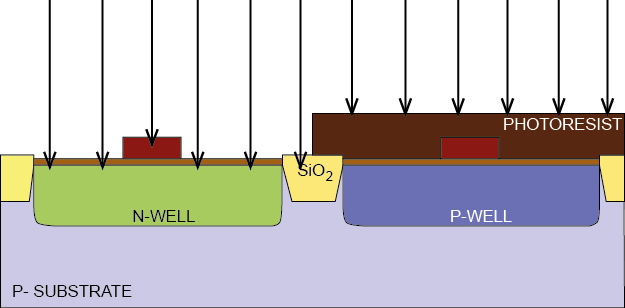 PHOTORESIST
SiO2
N-WELL
P-WELL
P- SUBSTRATE